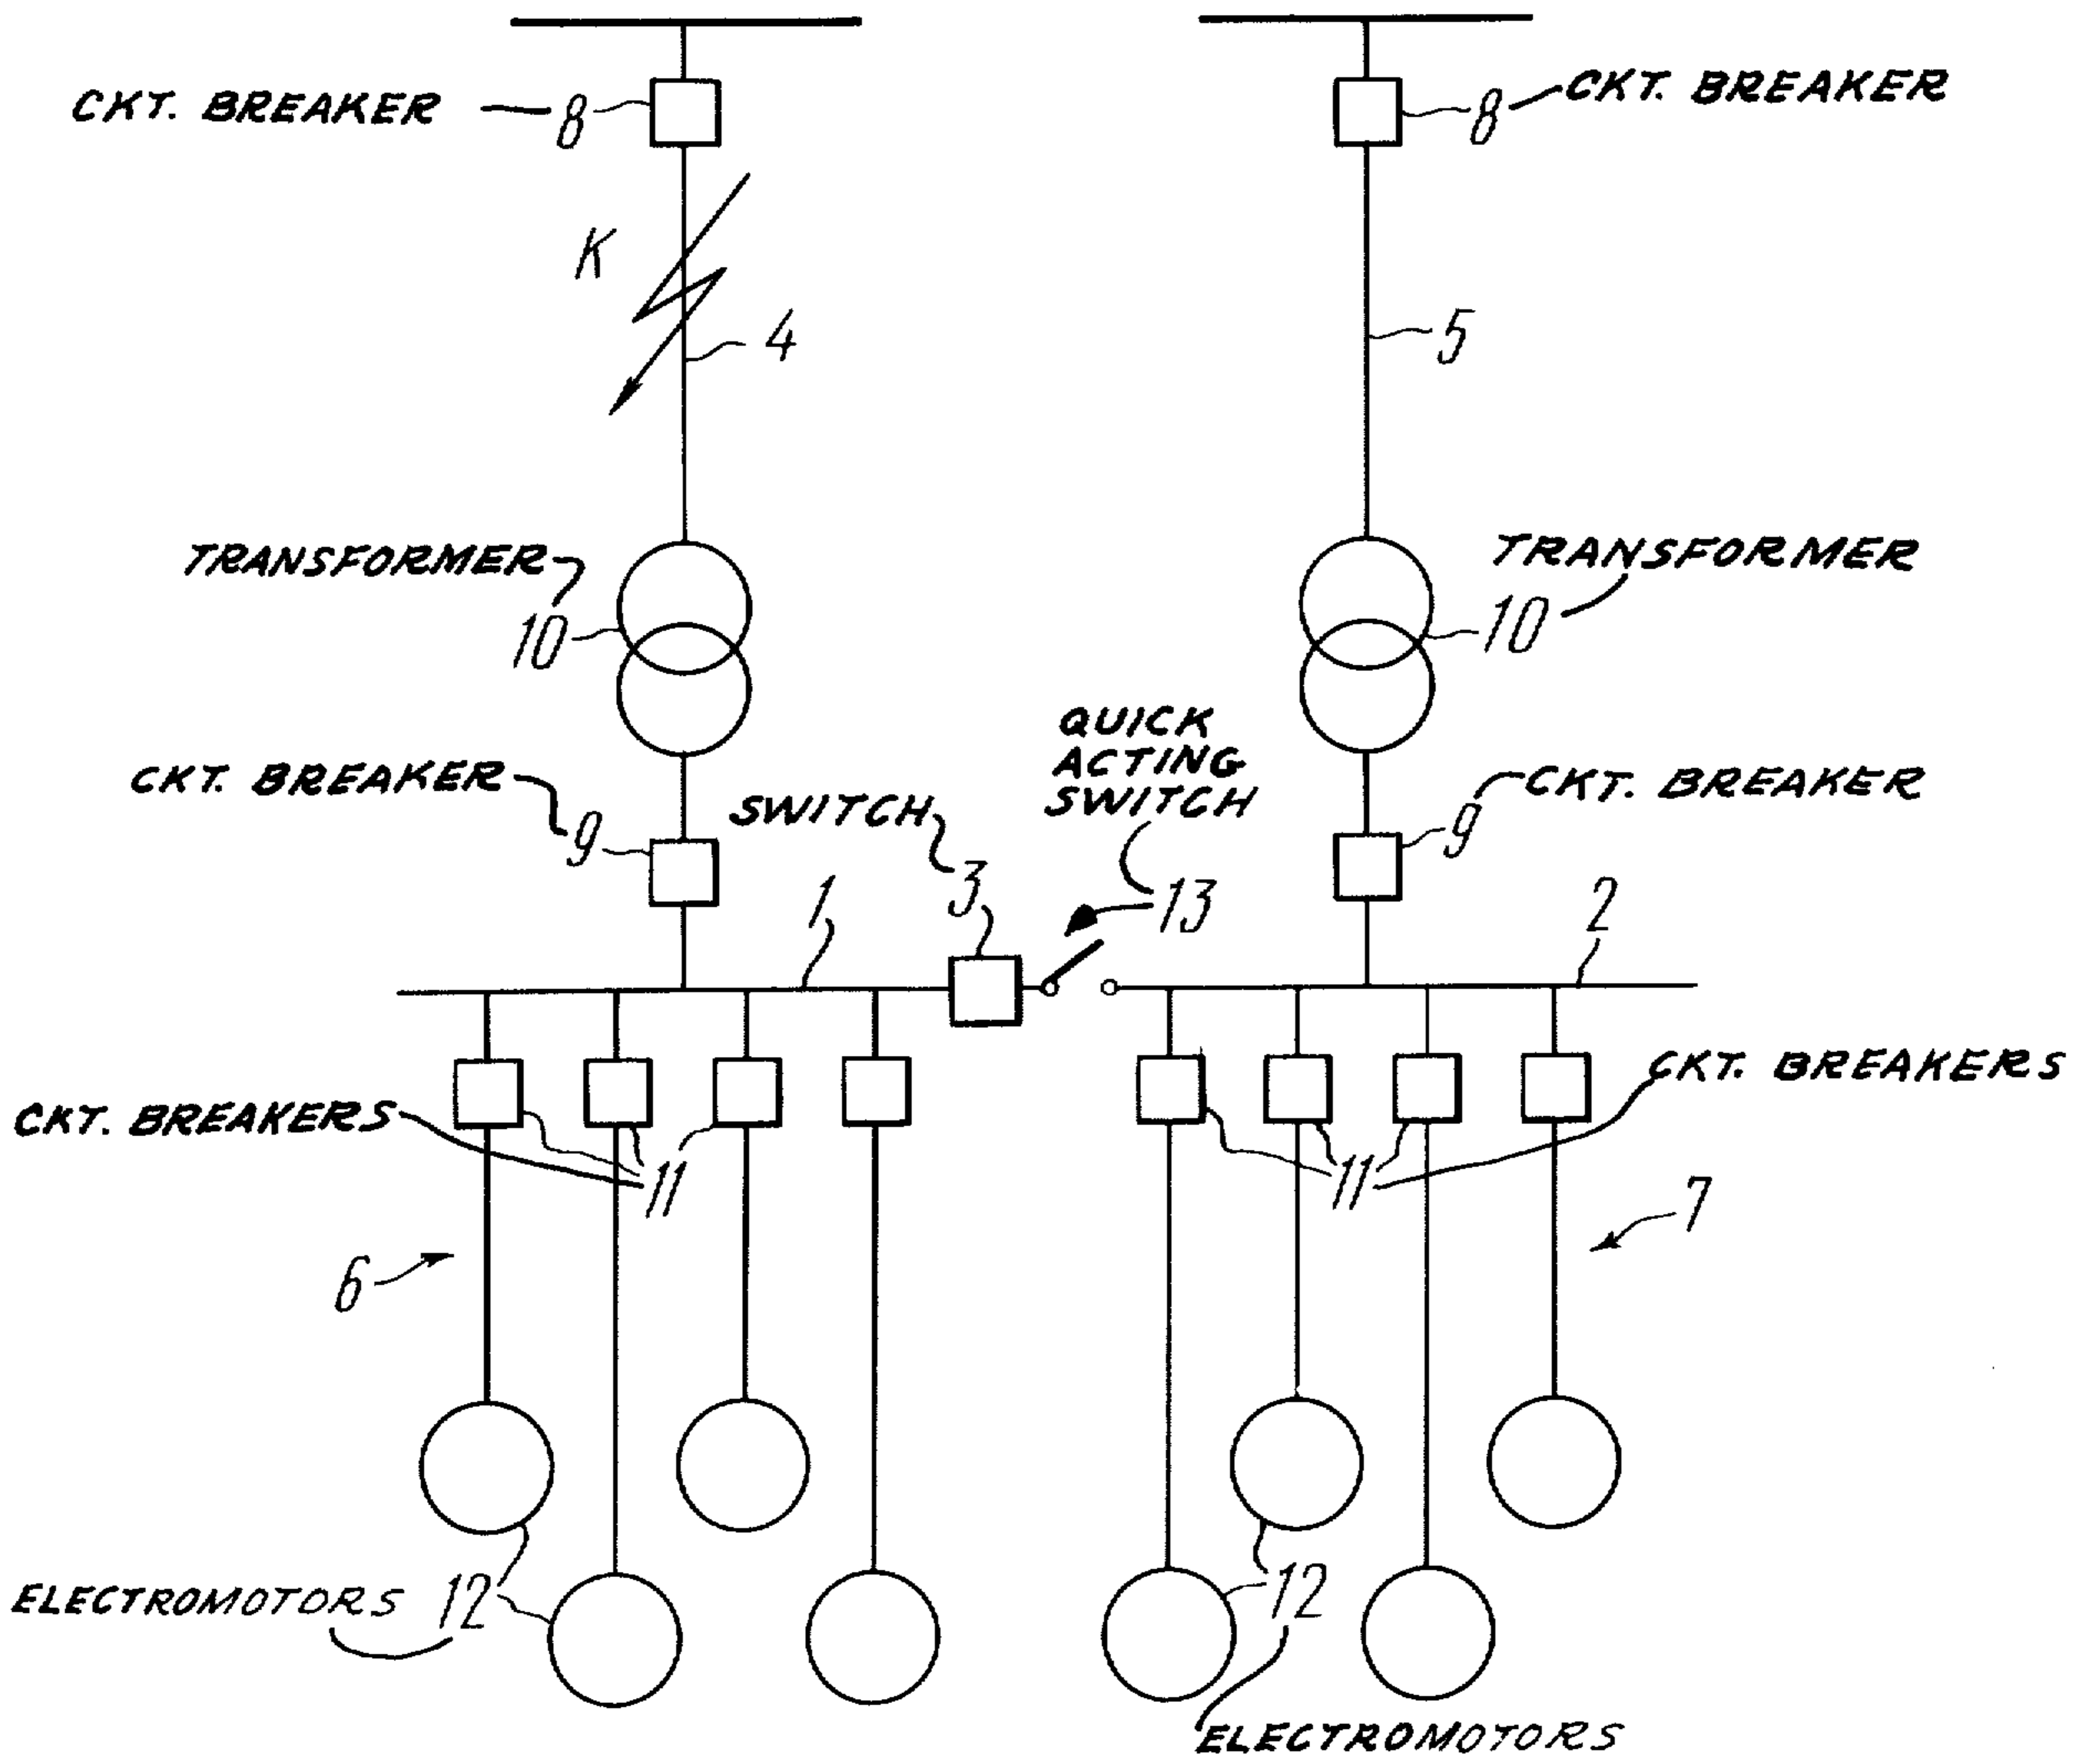 CKT. BREAKER 8
8 CKT. BREAKER
K
4
5
TRANSFORMER
10
TRANSFORMER
10
QUICK
ACTING
SWITCH
13
CKT. BREAKER
9
SWITCH
3
CKT. BREAKER
9
1
2
CKT. BREAKERS
11
CKT. BREAKERS
11
6
7
ELECTROMOTORS 12
12
ELECTROMOTORS